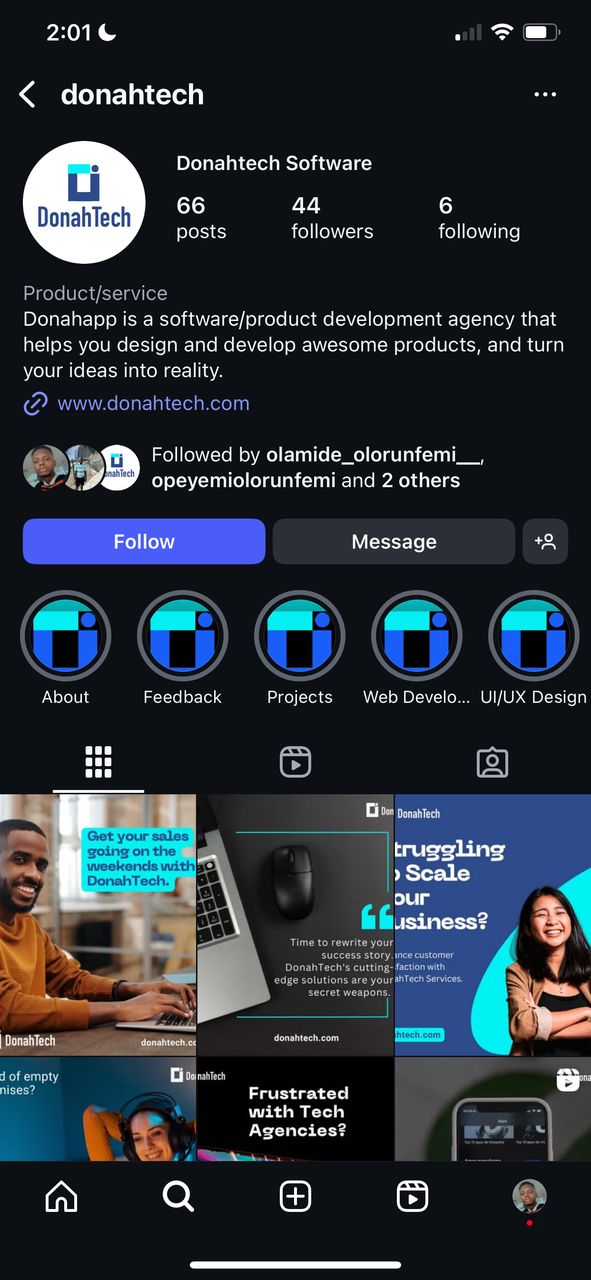 2:01
donahtech
DonahTech
Donahtech Software
66
44
6
posts
followers
following
Product/service
Donahapp is a software/product development agency that
helps you design and develop awesome products, and turn
your ideas into reality.
www.donahtech.com
Followed by olamide_olorunfemi__,
opeyemiolorunfemi and 2 others
Follow
Message
About
Feedback
Projects
Web Develo...
UI/UX Design
Get your sales
going on the
weekends with
DonahTech.
DonahTech
donahtech.co
Don
Time to rewrite your
success story.
DonahTech's cutting-
edge solutions are your
secret weapons.
donahtech.com
DonahTech
truggling
Scale
our
usiness?
ance customer
faction with
ahTech Services.
htech.com
d of empty
mises?
DonahTech
Frustrated
with Tech
Agencies?